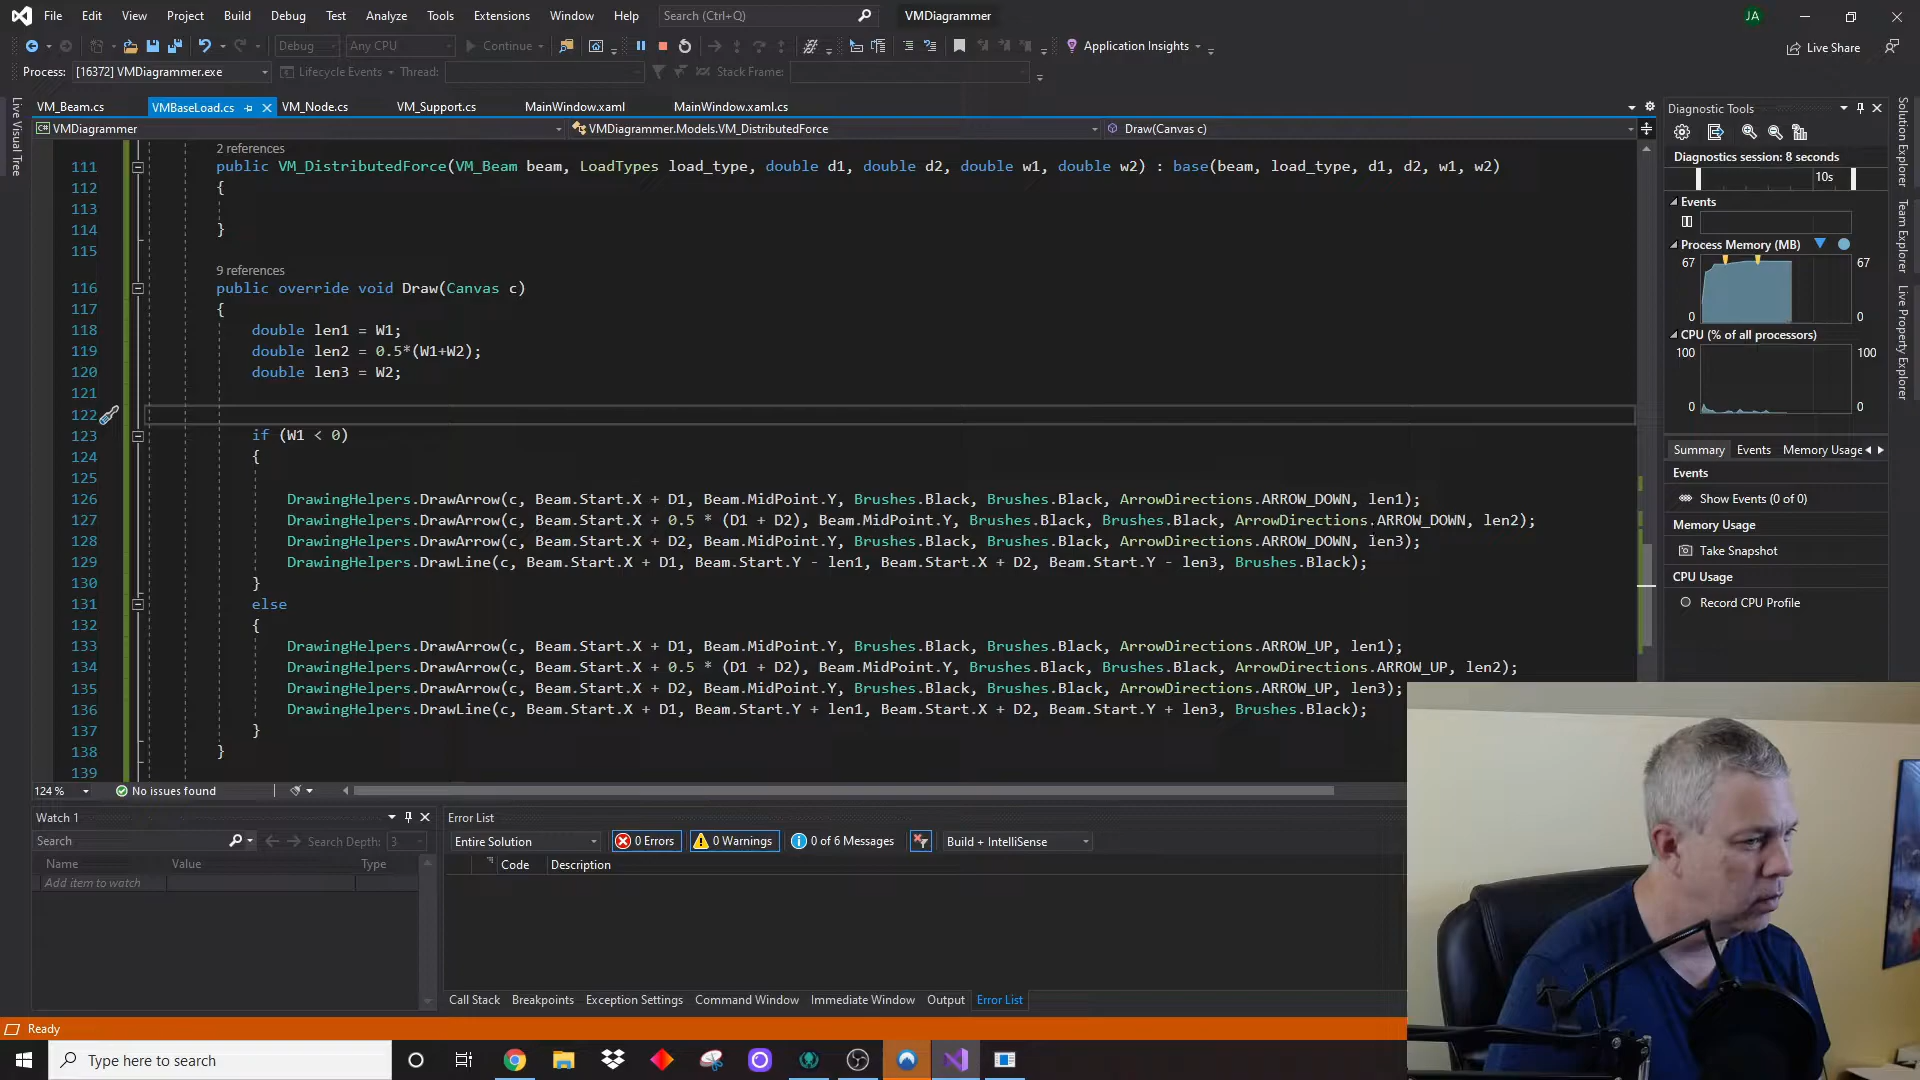 File Edit View Project Build Debug Test Analyze Tools Extensions Window Help Search (Ctrl+Q) VMDiagrammer JA
Debug Any CPU Continue Application Insights Live Share
Process: [16372] VMDiagrammer.exe Lifecycle Events Thread: Stack Frame:
VM_Beam.cs VMBaseLoad.cs VM_Node.cs VM_Support.cs MainWindow.xaml MainWindow.xaml.cs
VMDiagrammer VMDiagrammer.Models.VM_DistributedForce Draw(Canvas c)
2 references
111 public VM_DistributedForce(VM_Beam beam, LoadTypes load_type, double d1, double d2, double w1, double w2) : base(beam, load_type, d1, d2, w1, w2)
112 {
113
114 }
115
9 references
116 public override void Draw(Canvas c)
117 {
118 double len1 = W1;
119 double len2 = 0.5*(W1+W2);
120 double len3 = W2;
121
122
123 if (W1 < 0)
124 {
125
126 DrawingHelpers.DrawArrow(c, Beam.Start.X + D1, Beam.MidPoint.Y, Brushes.Black, Brushes.Black, ArrowDirections.ARROW_DOWN, len1);
127 DrawingHelpers.DrawArrow(c, Beam.Start.X + 0.5 * (D1 + D2), Beam.MidPoint.Y, Brushes.Black, Brushes.Black, ArrowDirections.ARROW_DOWN, len2);
128 DrawingHelpers.DrawArrow(c, Beam.Start.X + D2, Beam.MidPoint.Y, Brushes.Black, Brushes.Black, ArrowDirections.ARROW_DOWN, len3);
129 DrawingHelpers.DrawLine(c, Beam.Start.X + D1, Beam.Start.Y - len1, Beam.Start.X + D2, Beam.Start.Y - len3, Brushes.Black);
130 }
131 else
132 {
133 DrawingHelpers.DrawArrow(c, Beam.Start.X + D1, Beam.MidPoint.Y, Brushes.Black, Brushes.Black, ArrowDirections.ARROW_UP, len1);
134 DrawingHelpers.DrawArrow(c, Beam.Start.X + 0.5 * (D1 + D2), Beam.MidPoint.Y, Brushes.Black, Brushes.Black, ArrowDirections.ARROW_UP, len2);
135 DrawingHelpers.DrawArrow(c, Beam.Start.X + D2, Beam.MidPoint.Y, Brushes.Black, Brushes.Black, ArrowDirections.ARROW_UP, len3);
136 DrawingHelpers.DrawLine(c, Beam.Start.X + D1, Beam.Start.Y + len1, Beam.Start.X + D2, Beam.Start.Y + len3, Brushes.Black);
137 }
138 }
139
124 % No issues found
Live Visual Tree
Diagnostic Tools
Diagnostics session: 8 seconds
10s
Events
Process Memory (MB)
67 67
0 0
CPU (% of all processors)
100 100
0 0
Summary Events Memory Usage
Events
Show Events (0 of 0)
Memory Usage
Take Snapshot
CPU Usage
Record CPU Profile
Solution Explorer
Team Explorer
Live Property Explorer
Watch 1
Search Search Depth: 3
Name Value Type
Add item to watch
Error List
Entire Solution 0 Errors 0 Warnings 0 of 6 Messages Build + IntelliSense
Code Description
Call Stack Breakpoints Exception Settings Command Window Immediate Window Output Error List
Ready
Type here to search